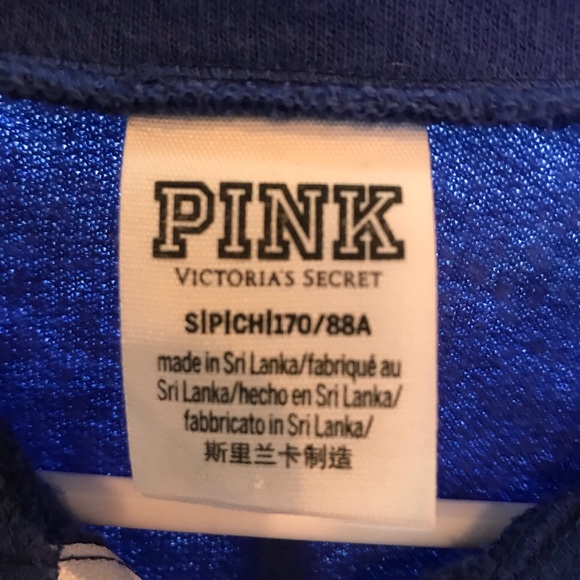 PINK
VICTORIA'S SECRET
S|P|CH|170/88A
made in Sri Lanka/fabriqué au
Sri Lanka/hecho en Sri Lanka/
fabbricato in Sri Lanka/
斯里兰卡制造